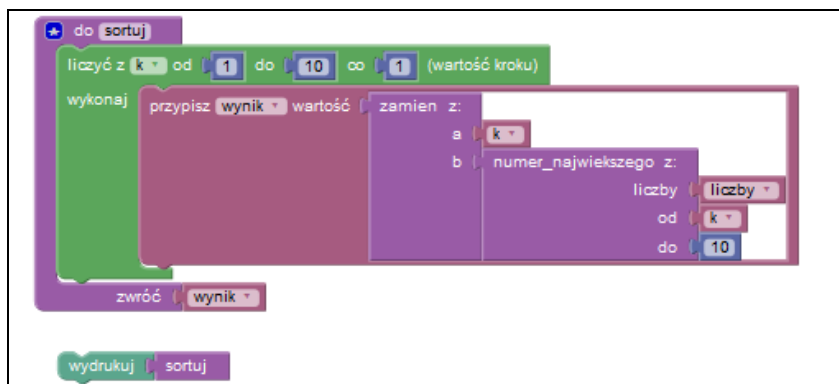 do sortuj
liczyć z k od 1 do 10 co 1 (wartość kroku)
wykonaj
przypisz wynik wartość zamien z:
a k
b numer_najwiekszego z:
liczby liczby
od k
do 10
zwróć wynik
wydrukuj sortuj